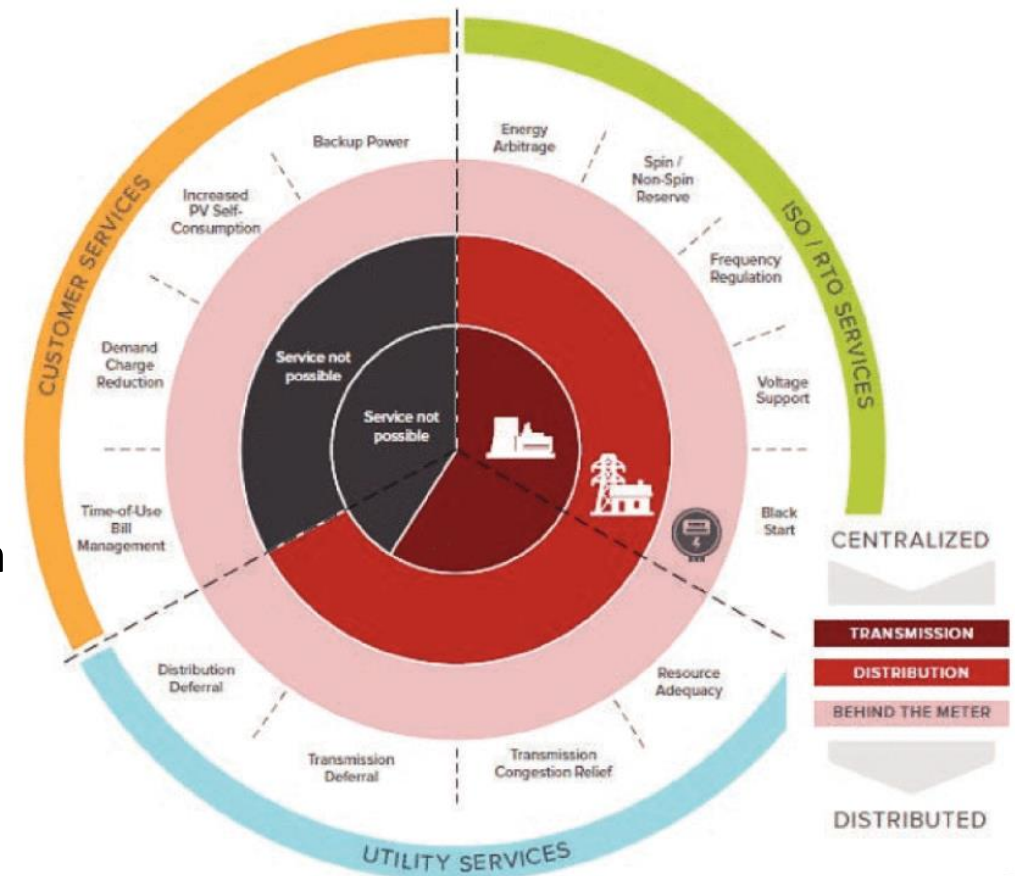 CUSTOMER SERVICES
Backup Power
Increased
PV Self-
Consumption
Demand
Charge
Reduction
Time-of-Use
Bill
Management
ISO / RTO SERVICES
Energy
Arbitrage
Spin /
Non-Spin
Reserve
Frequency
Regulation
Voltage
Support
Black
Start
Service not
possible
Service not
possible
Distribution
Deferral
Transmission
Deferral
Transmission
Congestion Relief
Resource
Adequacy
UTILITY SERVICES
CENTRALIZED
TRANSMISSION
DISTRIBUTION
BEHIND THE METER
DISTRIBUTED